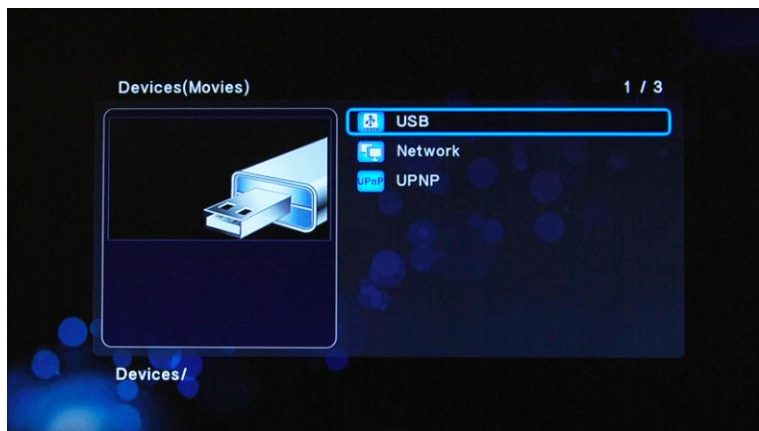 Devices(Movies)
1 / 3
USB
Network
UPnP UPNP
Devices/